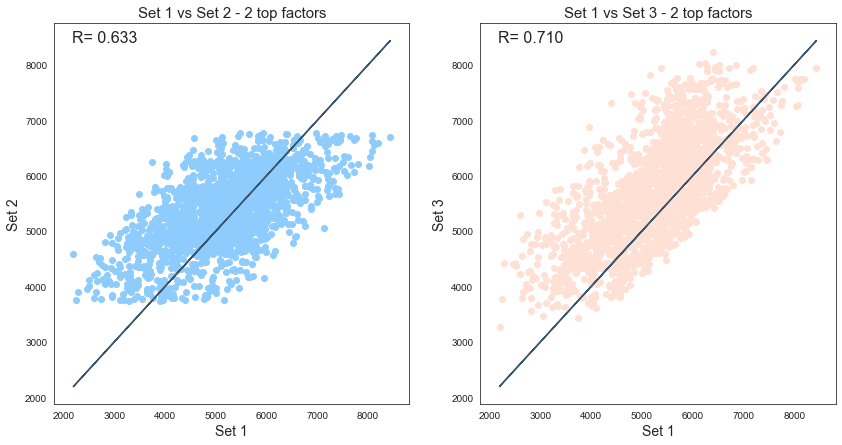 Set 1 vs Set 2 - 2 top factors
R= 0.633
8000
7000
6000
5000
4000
3000
2000
Set 2
2000 3000 4000 5000 6000 7000 8000
Set 1
Set 1 vs Set 3 - 2 top factors
R= 0.710
8000
7000
6000
5000
4000
3000
2000
Set 3
2000 3000 4000 5000 6000 7000 8000
Set 1